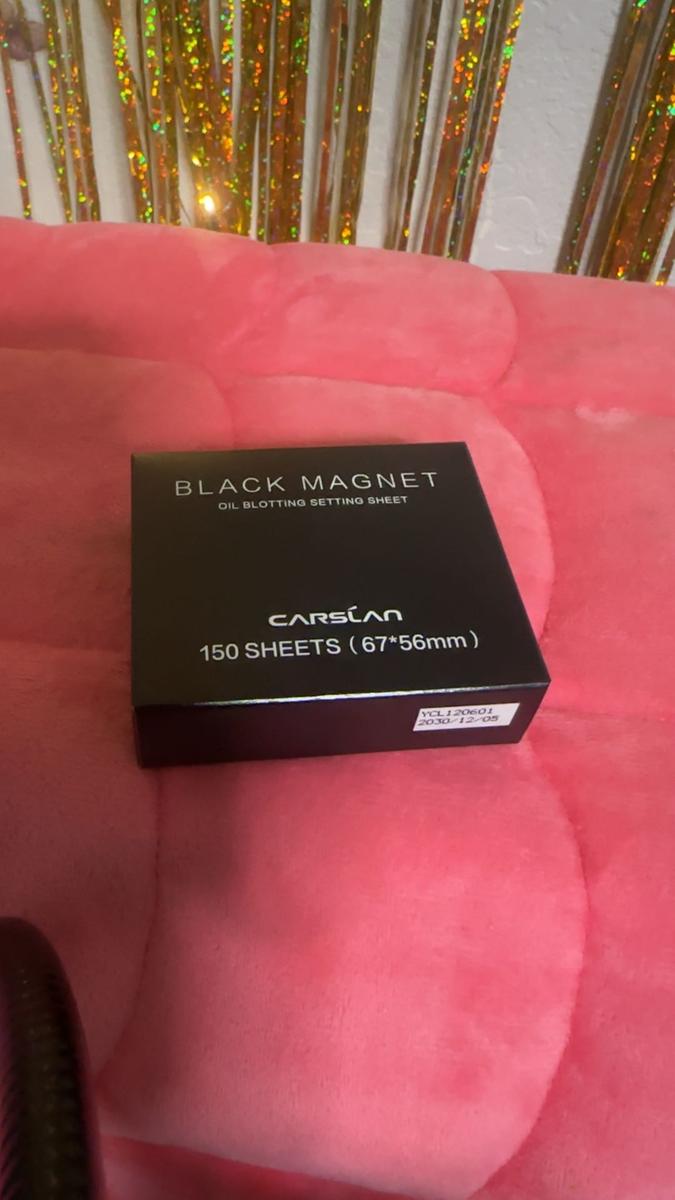 BLACK MAGNET
OIL BLOTTING SETTING SHEET
CARSLAN
150 SHEETS (67*56mm)
YCL120601
2030/12/05